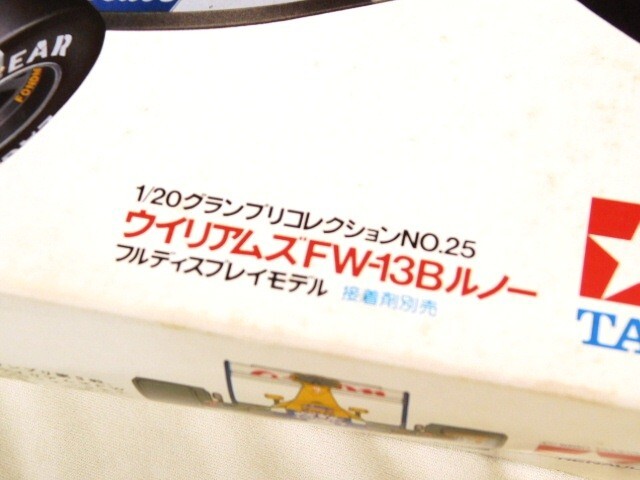 EAR
FONDM
1/20グランプリコレクションNO.25
ウイリアムズFW-13Bルノー
フルディスプレイモデル 接着剤別売
TA